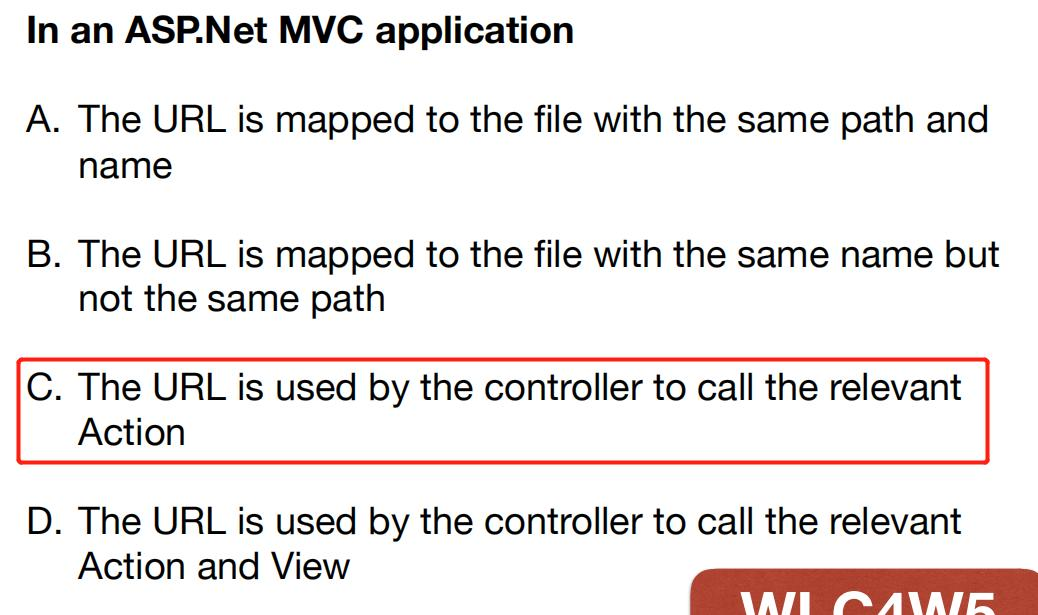 In an ASP.Net MVC application
A. The URL is mapped to the file with the same path and
name
B. The URL is mapped to the file with the same name but
not the same path
C. The URL is used by the controller to call the relevant
Action
D. The URL is used by the controller to call the relevant
Action and View
WLC4W5